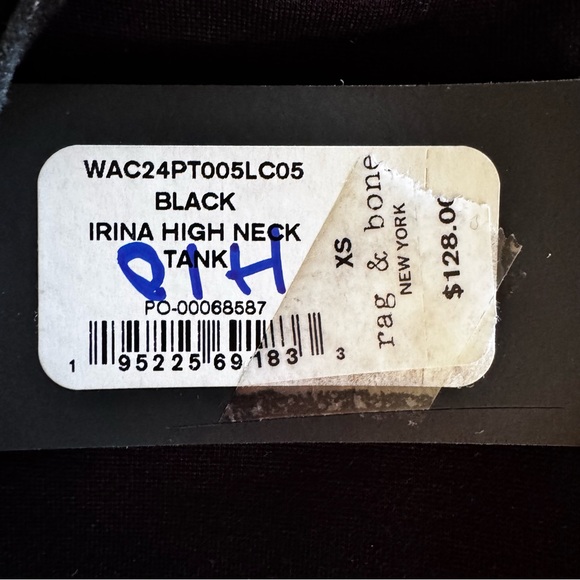 WAC24PT005LC05
BLACK
IRINA HIGH NECK
TANK
PO-00068587
1 95225 69183 3
XS
rag & bone
NEW YORK
$128.00